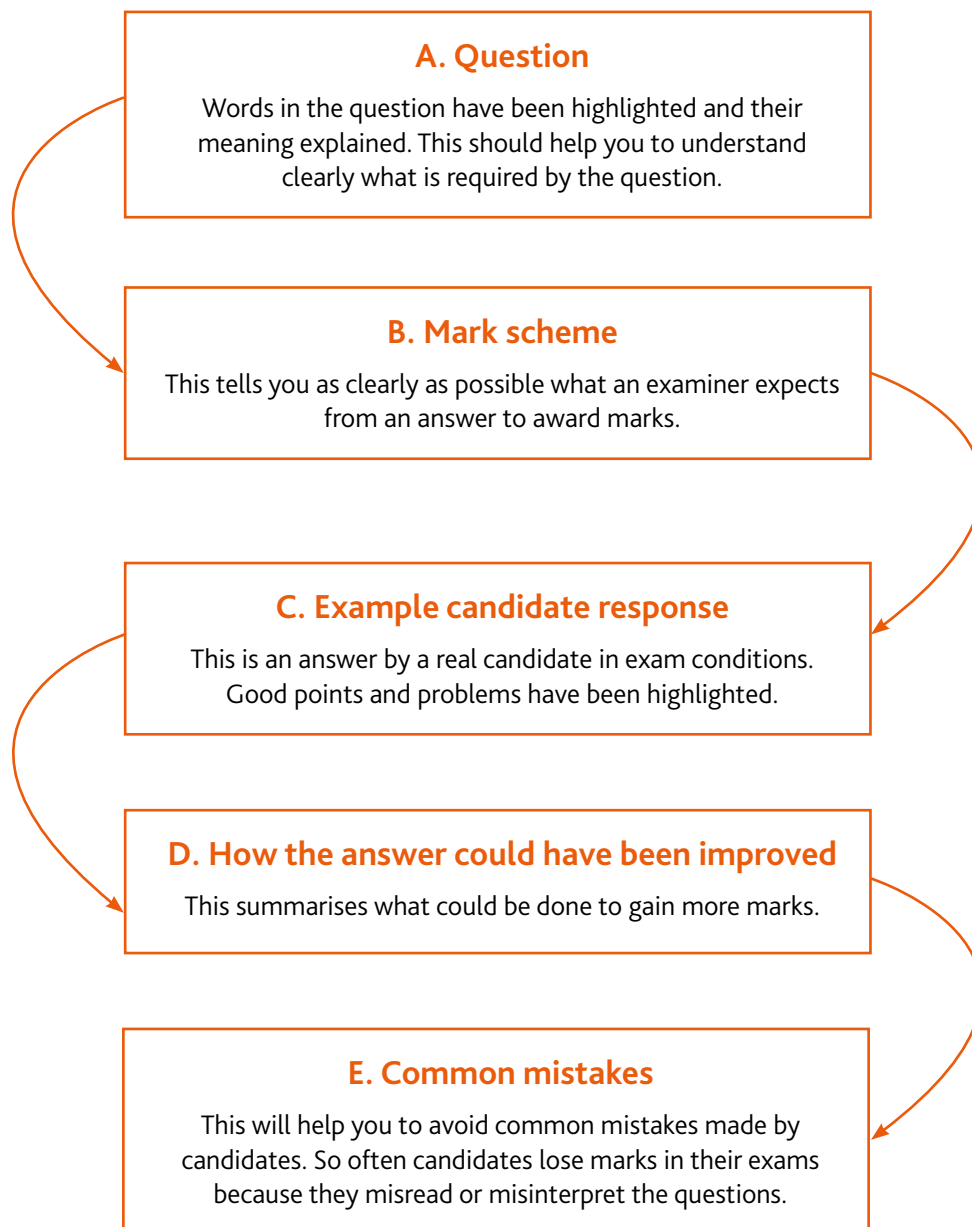 A. Question
Words in the question have been highlighted and their
meaning explained. This should help you to understand
clearly what is required by the question.
B. Mark scheme
This tells you as clearly as possible what an examiner expects
from an answer to award marks.
C. Example candidate response
This is an answer by a real candidate in exam conditions.
Good points and problems have been highlighted.
D. How the answer could have been improved
This summarises what could be done to gain more marks.
E. Common mistakes
This will help you to avoid common mistakes made by
candidates. So often candidates lose marks in their exams
because they misread or misinterpret the questions.